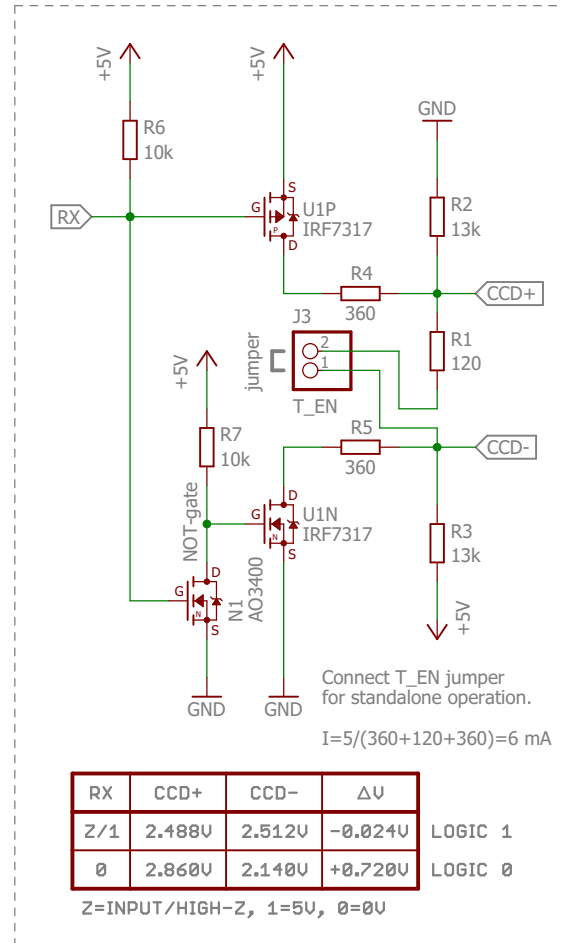 +5V
+5V
GND
R6
10k
S
G
U1P
IRF7317
P
D
R2
13k
RX
R4
360
CCD+
J3
R1
120
jumper
2
1
T_EN
+5V
R7
10k
R5
360
CCD-
D
G
U1N
IRF7317
N
S
R3
13k
NOT-gate
D
G
N
S
N1
AO3400
+5V
GND
GND
Connect T_EN jumper
for standalone operation.
I=5/(360+120+360)=6 mA
RX CCD+ CCD- ΔV
Z/1 2.488V 2.512V -0.024V LOGIC 1
0 2.860V 2.140V +0.720V LOGIC 0
Z=INPUT/HIGH-Z, 1=5V, 0=0V